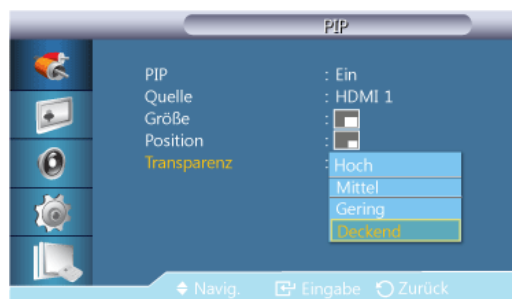 PIP
PIP : Ein
Quelle : HDMI 1
Größe :
Position :
Transparenz :
Hoch
Mittel
Gering
Deckend
Navig. Eingabe Zurück